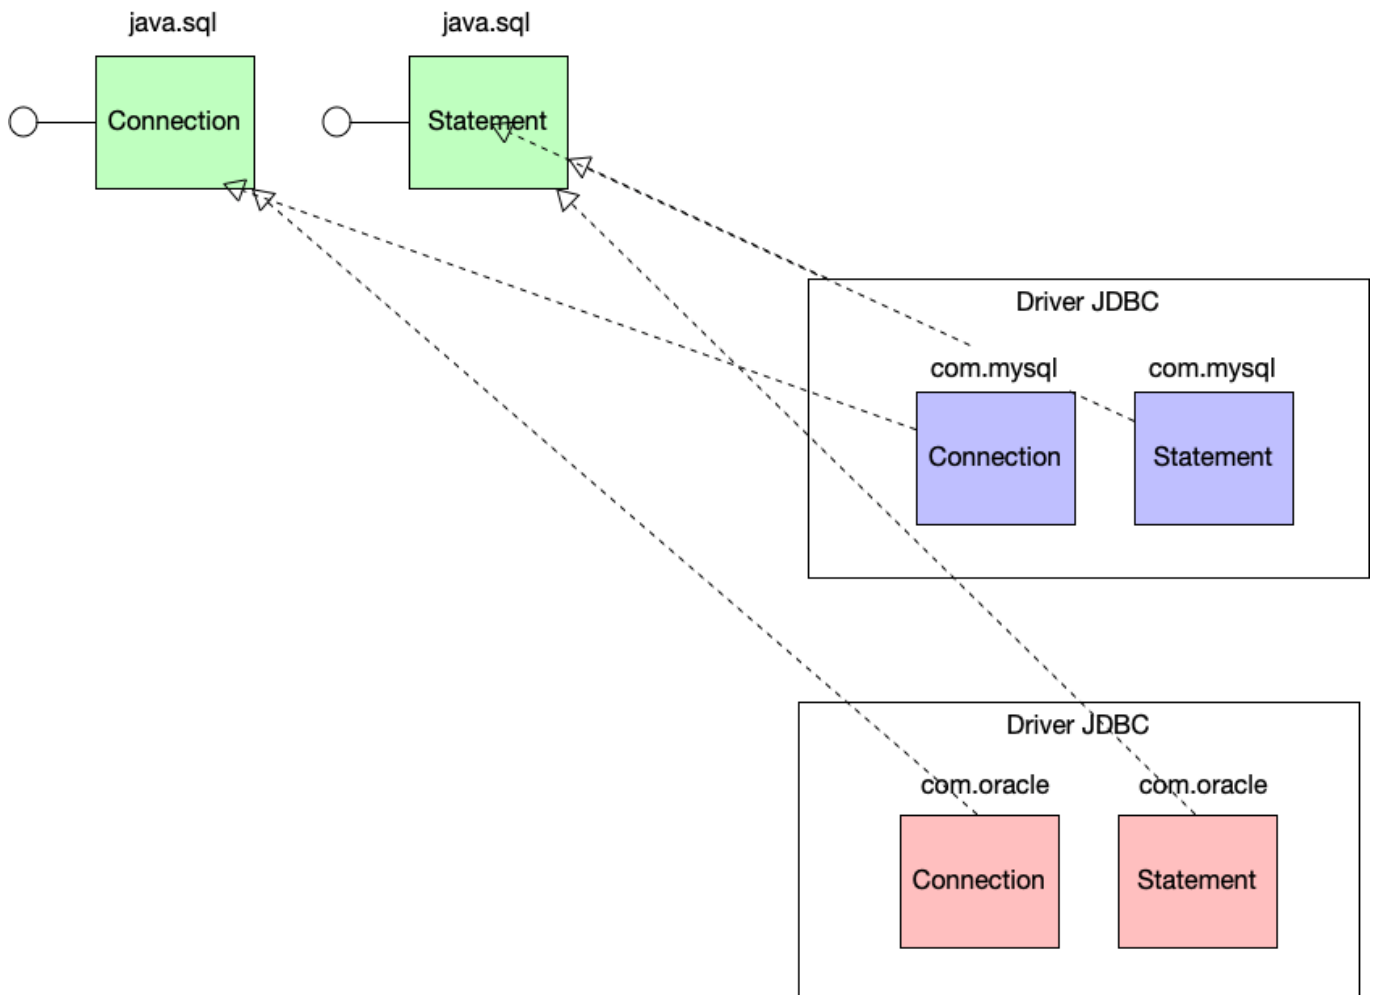 java.sql
java.sql
Connection
Statement
Driver JDBC
com.mysql
com.mysql
Connection
Statement
Driver JDBC
com.oracle
com.oracle
Connection
Statement